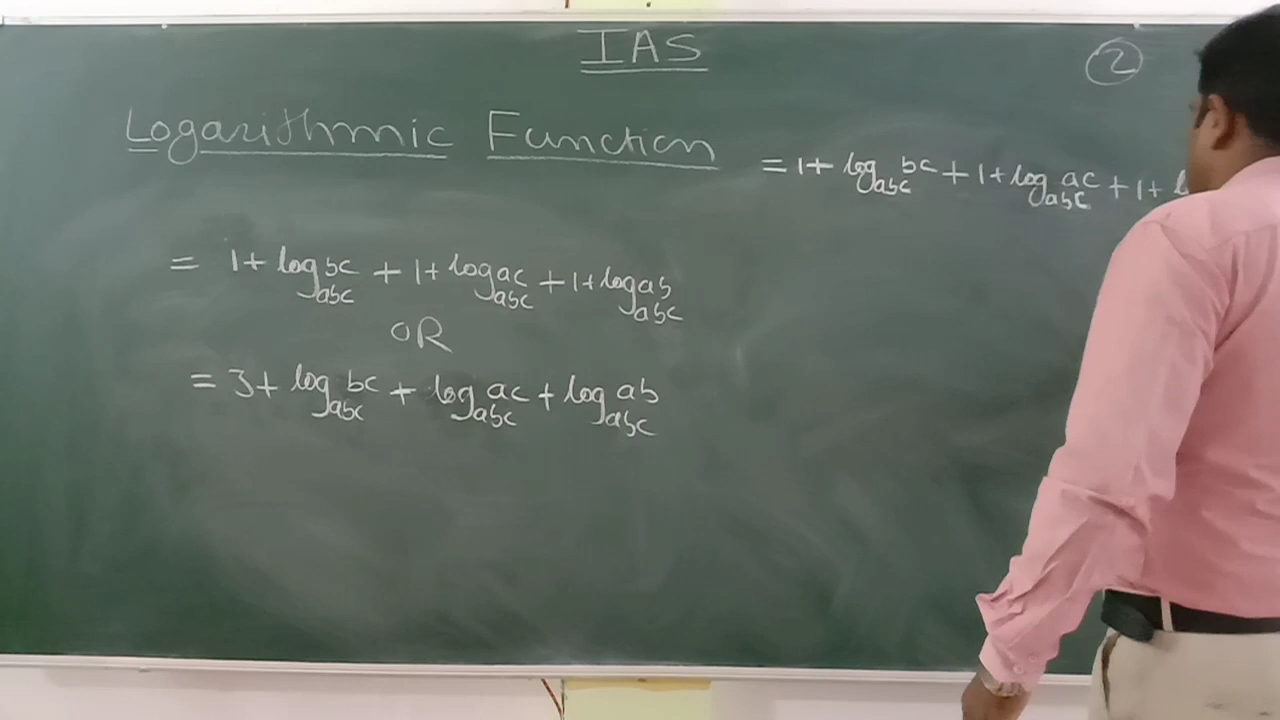 IAS
2
Logarithmic Function
= 1 + log_abc bc + 1 + log_abc ac + 1 +
= 1 + log_abc bc + 1 + log_abc ac + 1 + log_abc ab
OR
= 3 + log_abc bc + log_abc ac + log_abc ab